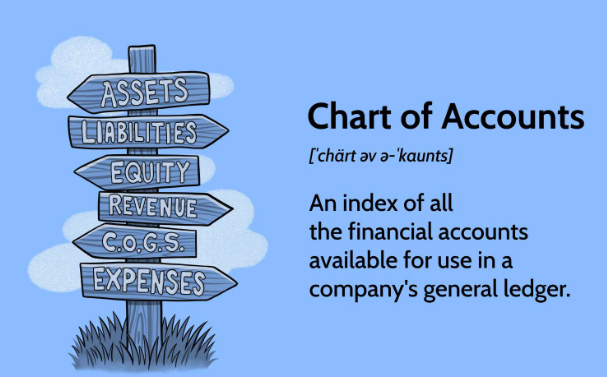 ASSETS
LIABILITIES
EQUITY
REVENUE
C.O.G.S.
EXPENSES
Chart of Accounts
['chärt əv ə-'kaunts]
An index of all
the financial accounts
available for use in a
company's general ledger.